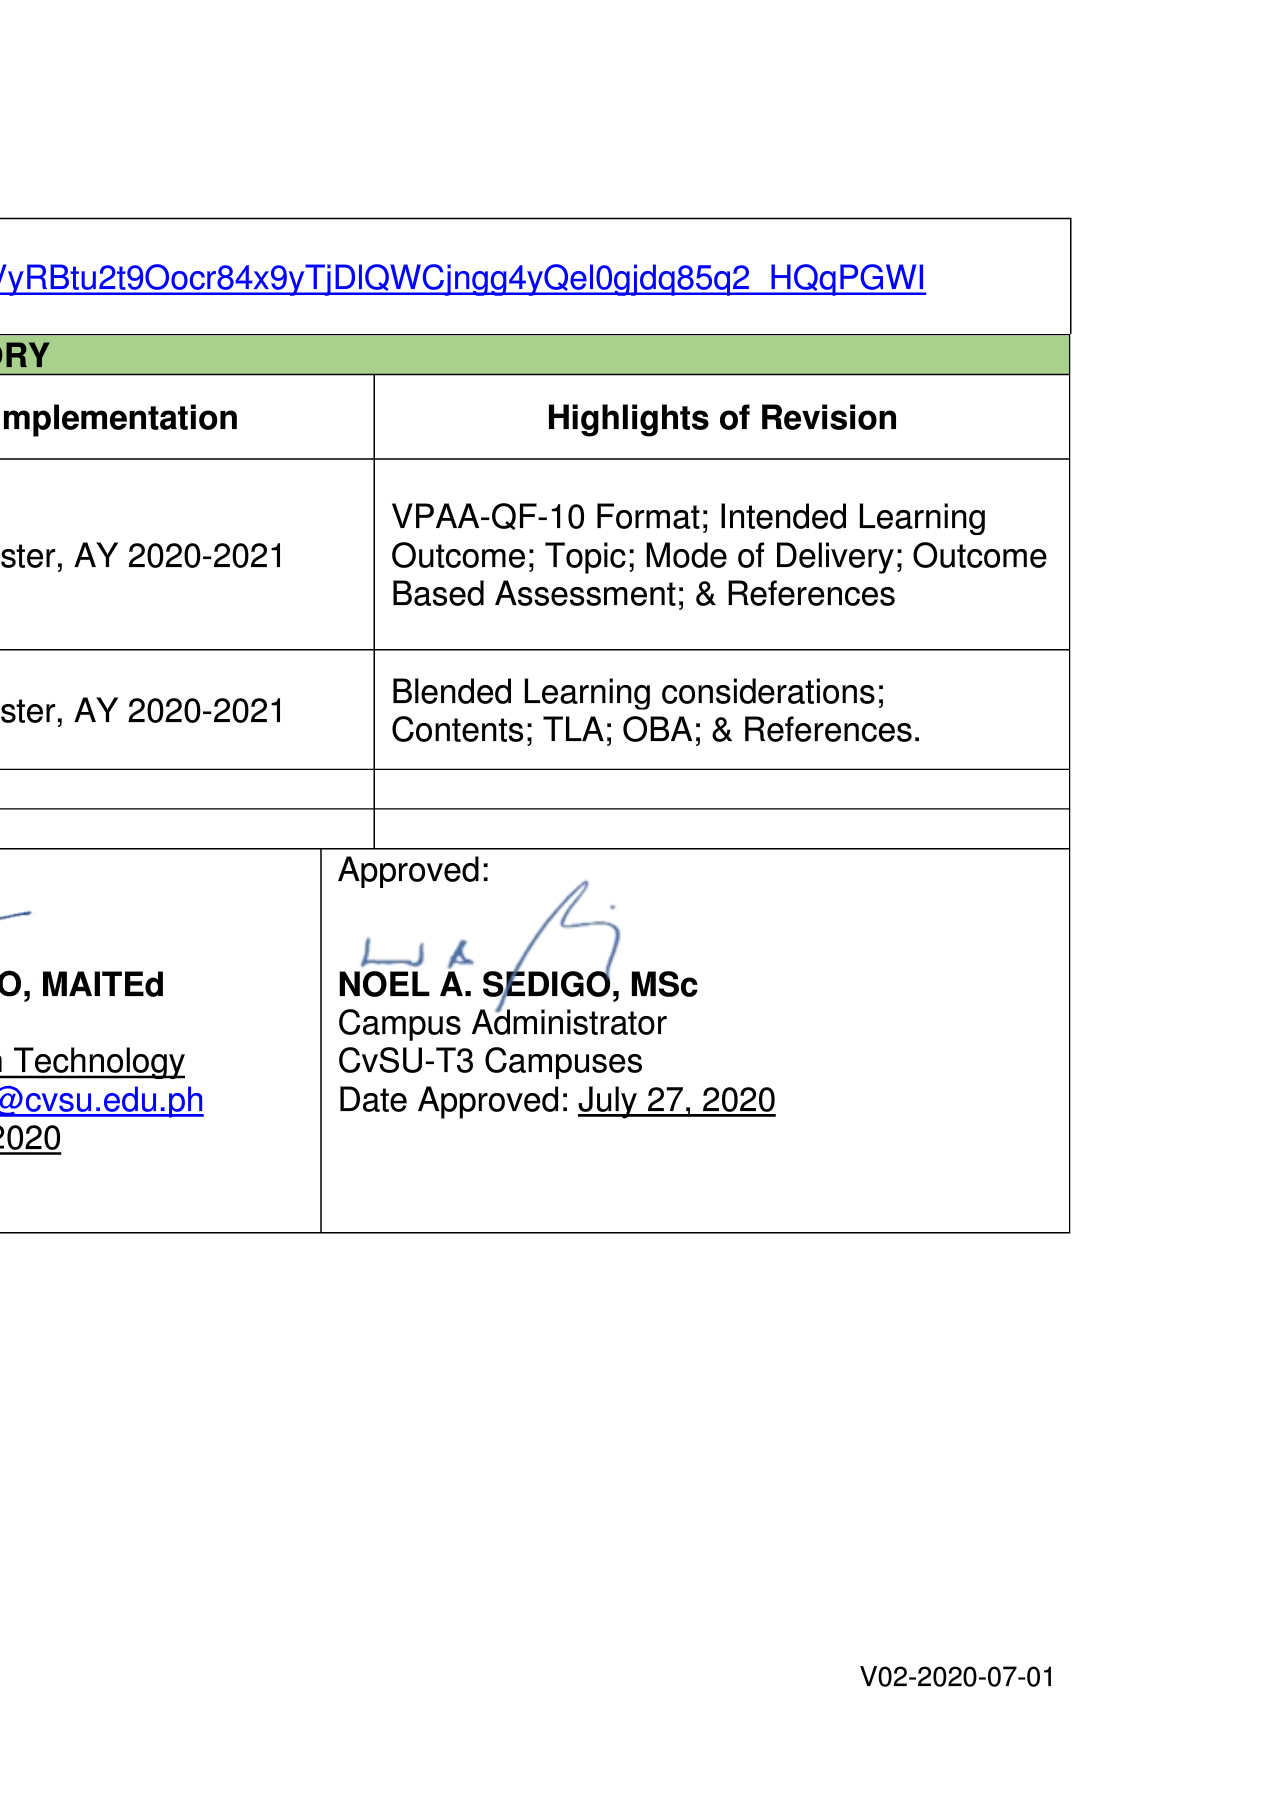 /yRBtu2t9Oocr84x9yTjDlQWCjngg4yQel0gjdq85q2_HQqPGWI
ORY
mplementation
Highlights of Revision
ster, AY 2020-2021
VPAA-QF-10 Format; Intended Learning
Outcome; Topic; Mode of Delivery; Outcome
Based Assessment; & References
ster, AY 2020-2021
Blended Learning considerations;
Contents; TLA; OBA; & References.
O, MAITEd
n Technology
@cvsu.edu.ph
2020
Approved:
NOEL A. SEDIGO, MSc
Campus Administrator
CvSU-T3 Campuses
Date Approved: July 27, 2020
V02-2020-07-01